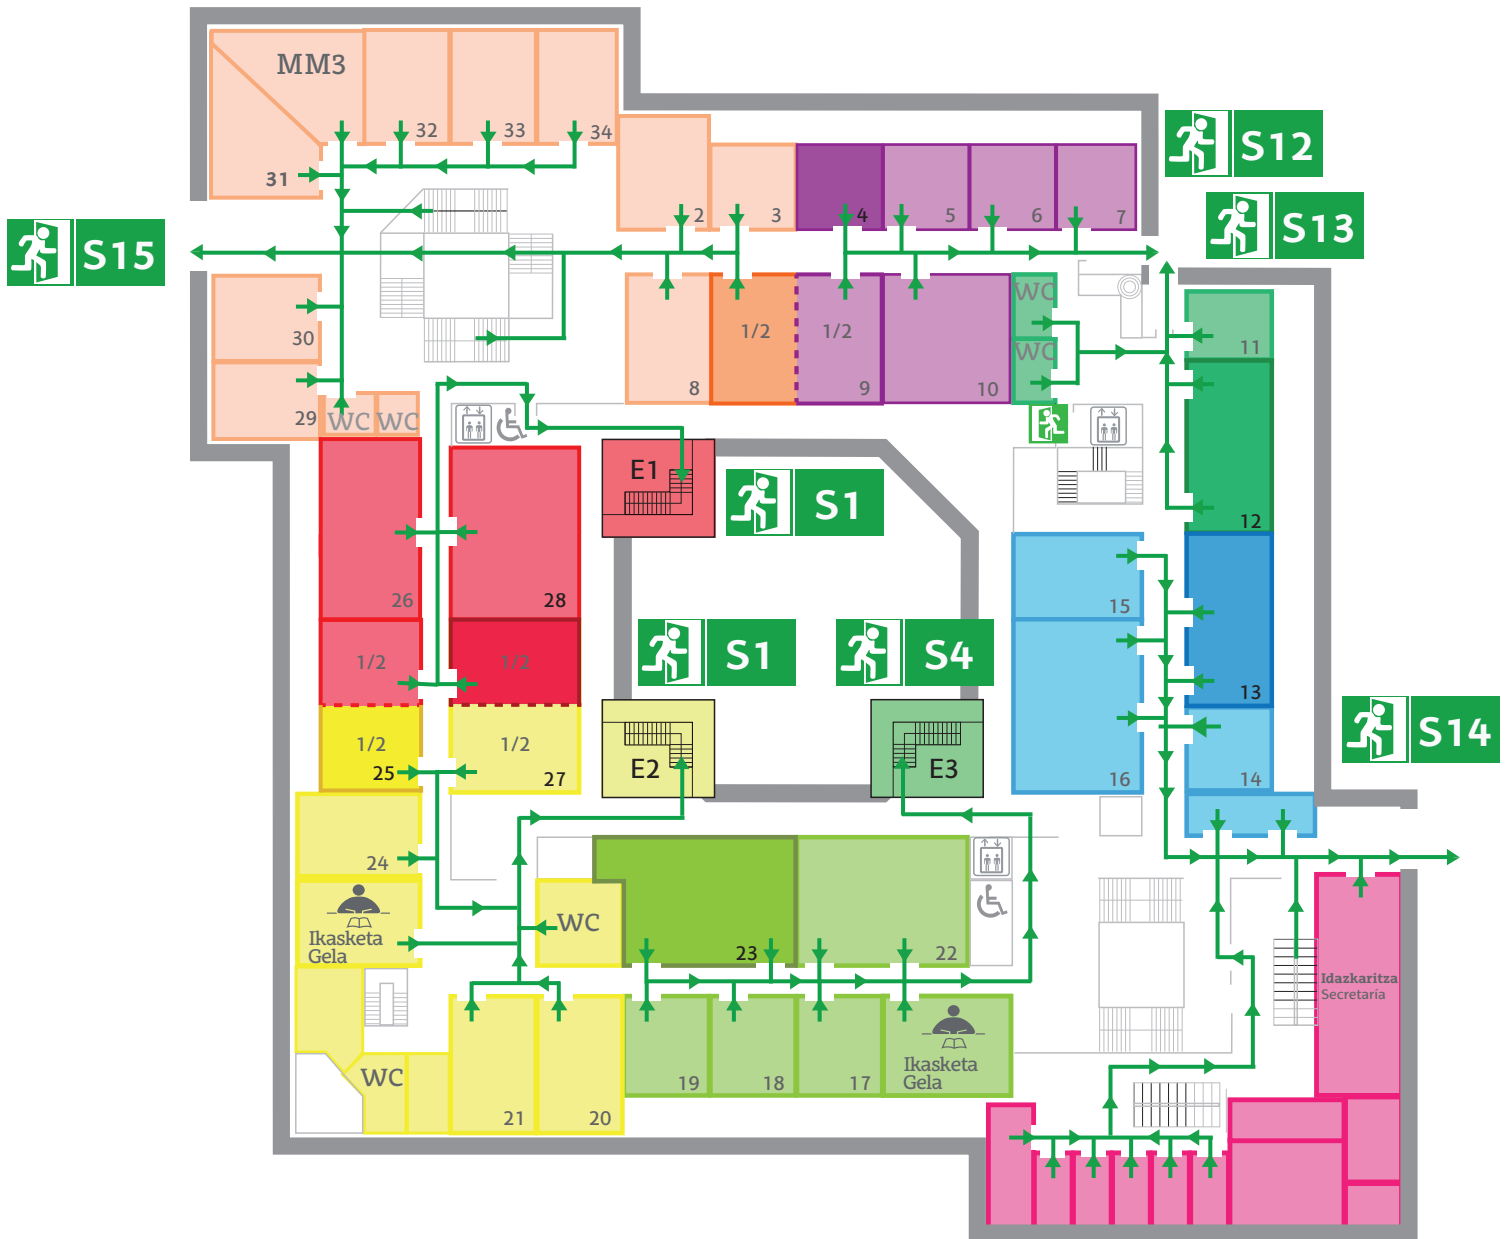 MM3
32
33
34
31
S12
S13
S15
2
3
4
5
6
7
30
29
WC
WC
8
1/2
1/2
9
10
WC
WC
11
12
E1
S1
26
28
1/2
1/2
S1
S4
15
13
S14
1/2
25
1/2
27
E2
E3
16
14
24
Ikasketa
Gela
WC
23
22
Idazkaritza
Secretaría
WC
21
20
19
18
17
Ikasketa
Gela